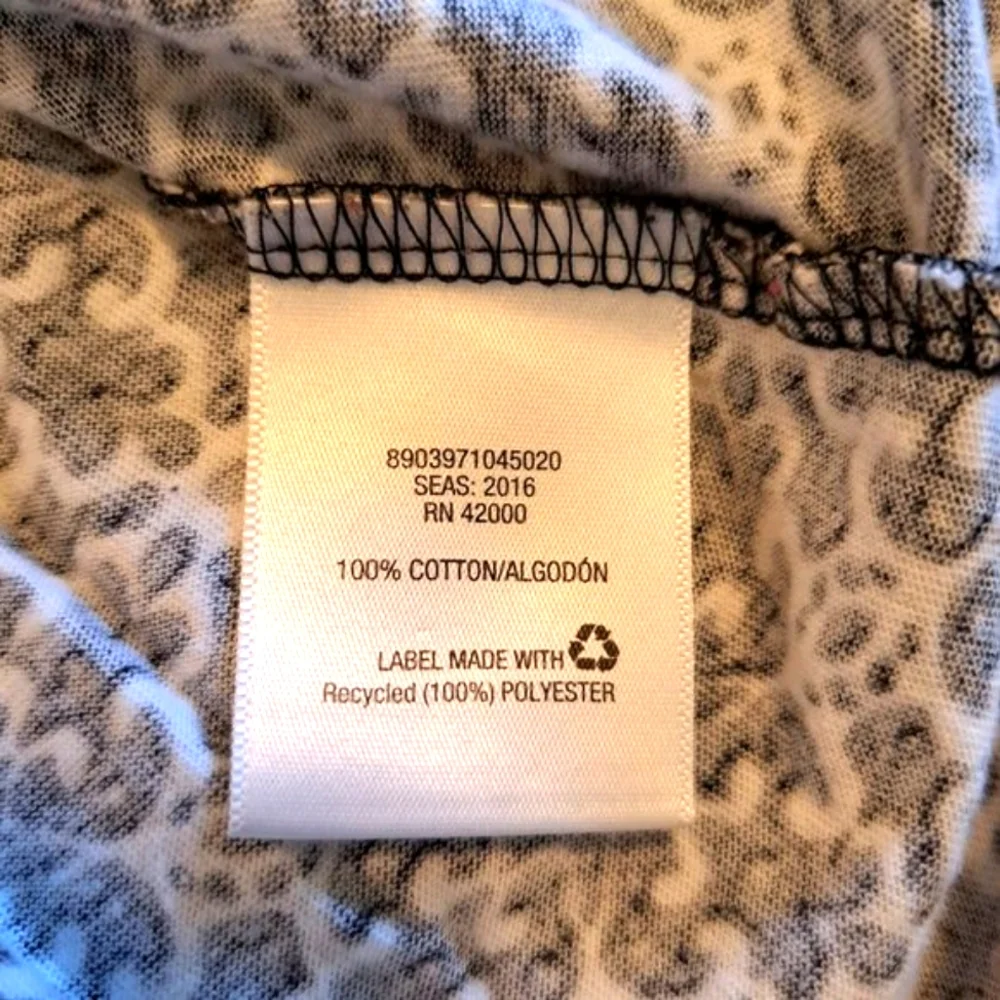 8903971045020
SEAS: 2016
RN 42000
100% COTTON/ALGODÓN
LABEL MADE WITH
Recycled (100%) POLYESTER